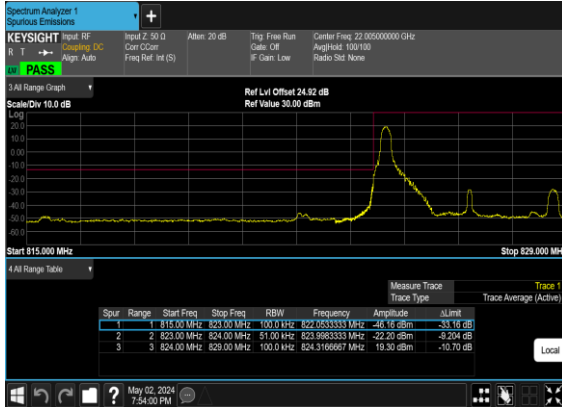 Spectrum Analyzer 1
Spurious Emissions
+
KEYSIGHT Input: RF Input Z: 50 Ω Atten: 20 dB Trig: Free Run Center Freq: 22.005000000 GHz
R T Coupling: DC Corr CCorr Gate: Off Avg|Hold: 100/100
Align: Auto Freq Ref: Int (S) IF Gain: Low Radio Std: None
PASS
3 All Range Graph
Ref Lvl Offset 24.92 dB
Scale/Div 10.0 dB Ref Value 30.00 dBm
Log
20.0
10.0
0.00
-10.0
-20.0
-30.0
-40.0
-50.0
-60.0
Start 815.000 MHz Stop 829.000 MH
4 All Range Table
Measure Trace Trace 1
Trace Type Trace Average (Active)
Spur Range Start Freq Stop Freq RBW Frequency Amplitude ΔLimit
1 1 815.00 MHz 823.00 MHz 100.0 kHz 822.0533333 MHz -46.16 dBm -33.16 dB
2 2 823.00 MHz 824.00 MHz 51.00 kHz 823.9983333 MHz -22.20 dBm -9.204 dB
3 3 824.00 MHz 829.00 MHz 100.0 kHz 824.3166667 MHz 19.30 dBm -10.70 dB
Local
? May 02, 2024
7:54:00 PM